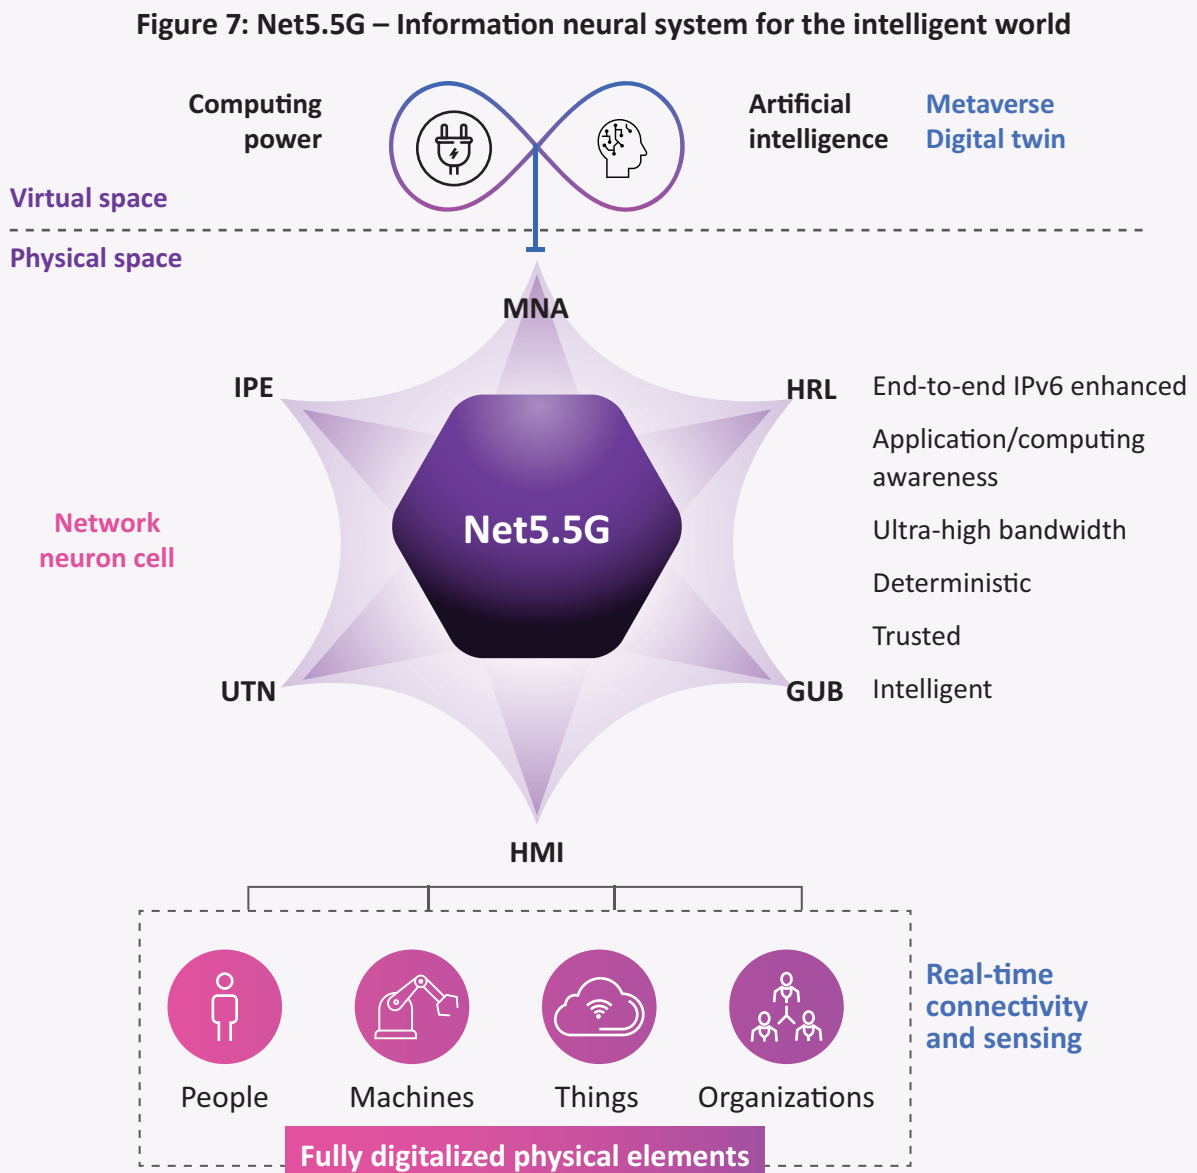 Figure 7: Net5.5G – Information neural system for the intelligent world
Computing
power
Artificial
intelligence
Metaverse
Digital twin
Virtual space
Physical space
MNA
IPE
HRL
End-to-end IPv6 enhanced
Application/computing
awareness
Network
neuron cell
Net5.5G
Ultra-high bandwidth
Deterministic
Trusted
UTN
GUB
Intelligent
HMI
People
Machines
Things
Organizations
Real-time
connectivity
and sensing
Fully digitalized physical elements